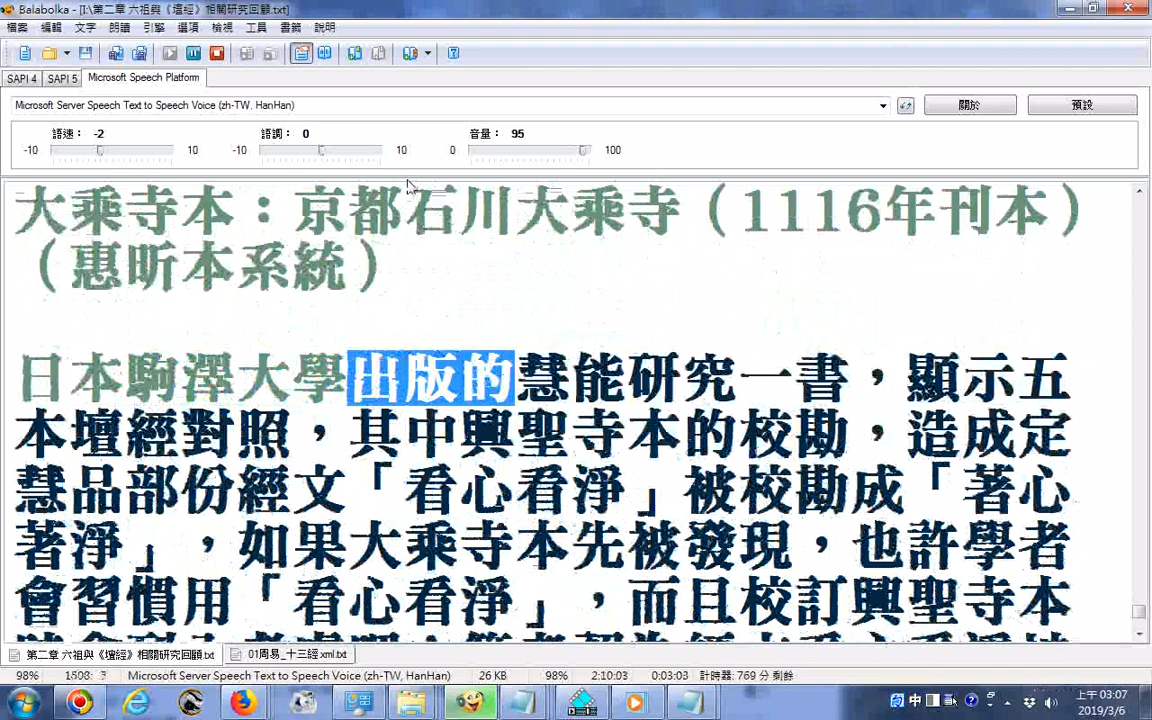 Balabolka - [I:\第二章 六祖與《壇經》相關研究回顧.txt]
檔案 編輯 文字 朗讀 引擎 選項 檢視 工具 書籤 說明
SAPI 4 SAPI 5 Microsoft Speech Platform
Microsoft Server Speech Text to Speech Voice (zh-TW, HanHan) 關於 預設
語速： -2 語調： 0 音量： 95
-10 10 -10 10 0 100
大乘寺本：京都石川大乘寺（1116年刊本）
（惠昕本系統）
日本駒澤大學出版的慧能研究一書，顯示五
本壇經對照，其中興聖寺本的校勘，造成定
慧品部份經文「看心看淨」被校勘成「著心
著淨」，如果大乘寺本先被發現，也許學者
會習慣用「看心看淨」，而且校訂興聖寺本
第二章 六祖與《壇經》相關研究回顧.txt 01周易_十三經.xml.txt
98% Microsoft Server Speech Text to Speech Voice (zh-TW, HanHan) 26 KB 98% 2:10:03 0:03:03 計時器: 769 分 剩餘
中 上午 03:07
2019/3/6